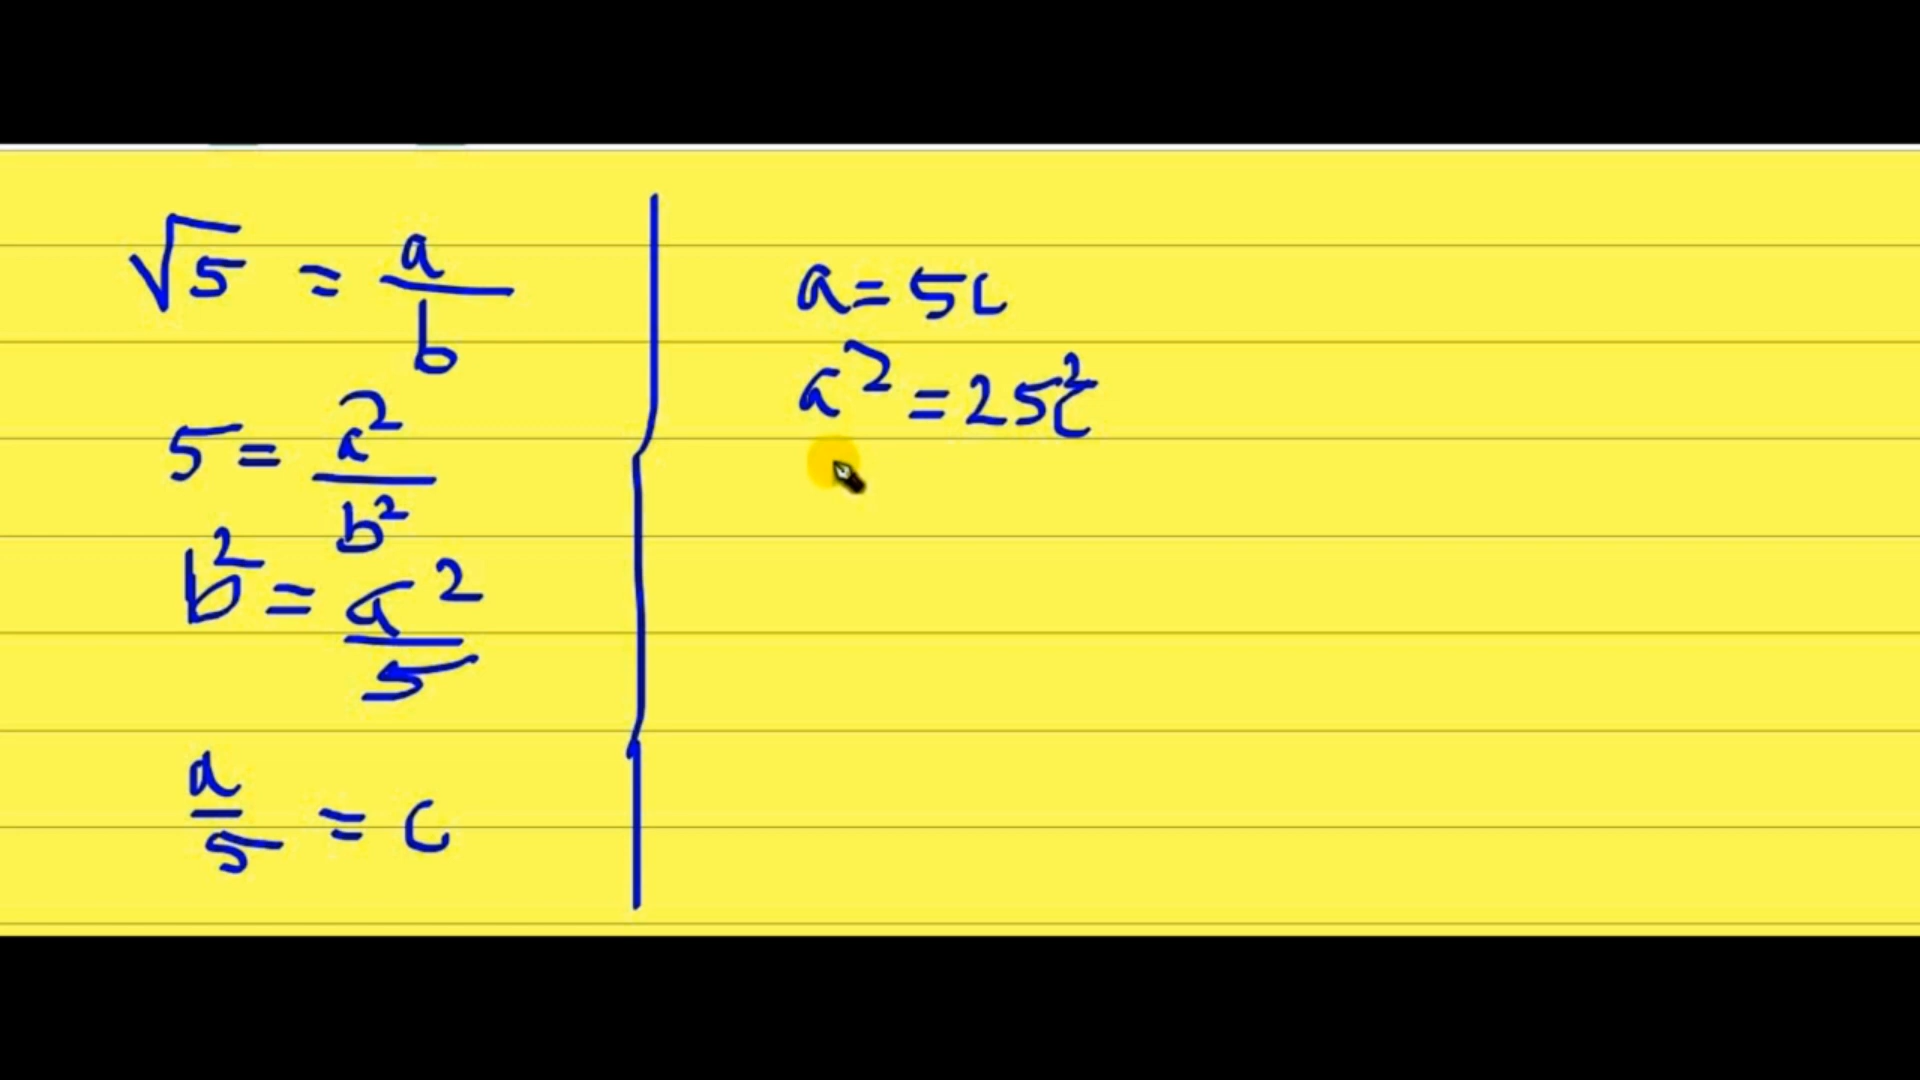 √5 = a/b
5 = a²/b²
b² = a²/5
a/5 = c
a = 5c
a² = 25c²